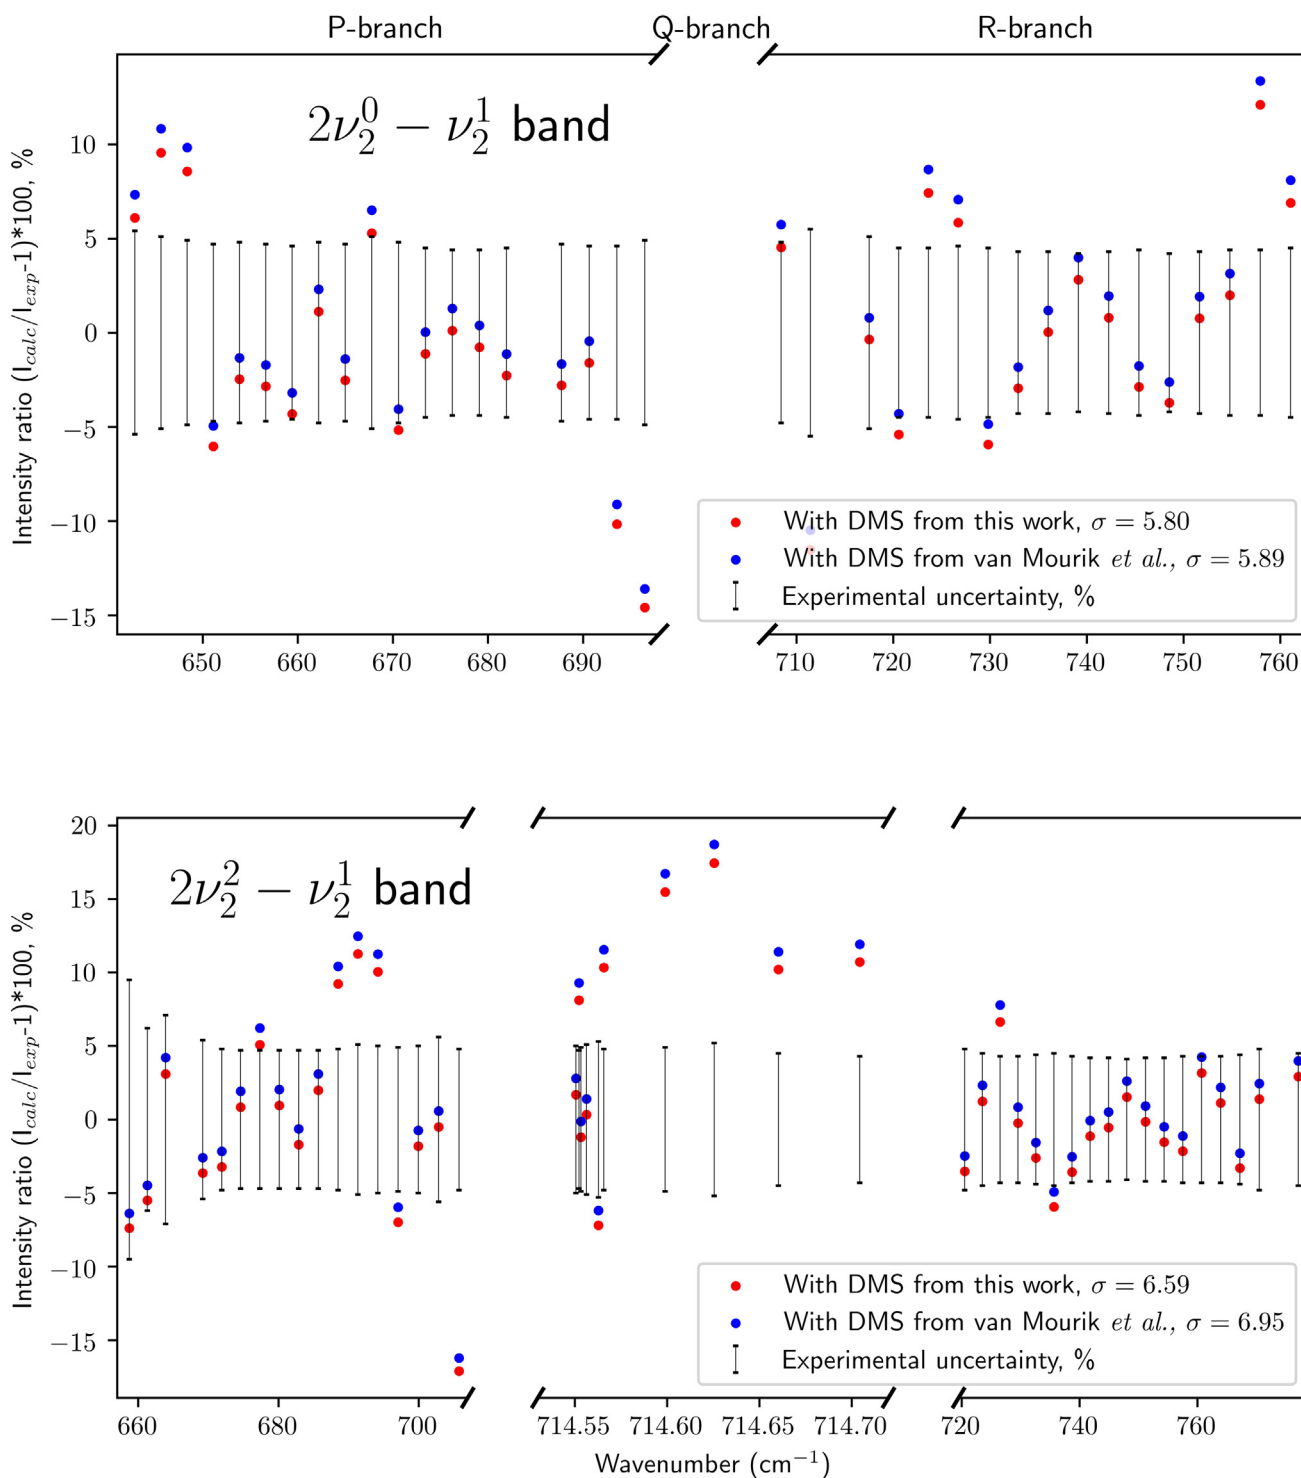 P-branch Q-branch R-branch
2ν₂⁰ − ν₂¹ band
Intensity ratio (I_calc/I_exp-1)*100, %
10
5
0
−5
−10
−15
With DMS from this work, σ = 5.80
With DMS from van Mourik et al., σ = 5.89
Experimental uncertainty, %
650 660 670 680 690 710 720 730 740 750 760
2ν₂² − ν₂¹ band
Intensity ratio (I_calc/I_exp-1)*100, %
20
15
10
5
0
−5
−10
−15
With DMS from this work, σ = 6.59
With DMS from van Mourik et al., σ = 6.95
Experimental uncertainty, %
660 680 700 714.55 714.60 714.65 714.70 720 740 760
Wavenumber (cm⁻¹)